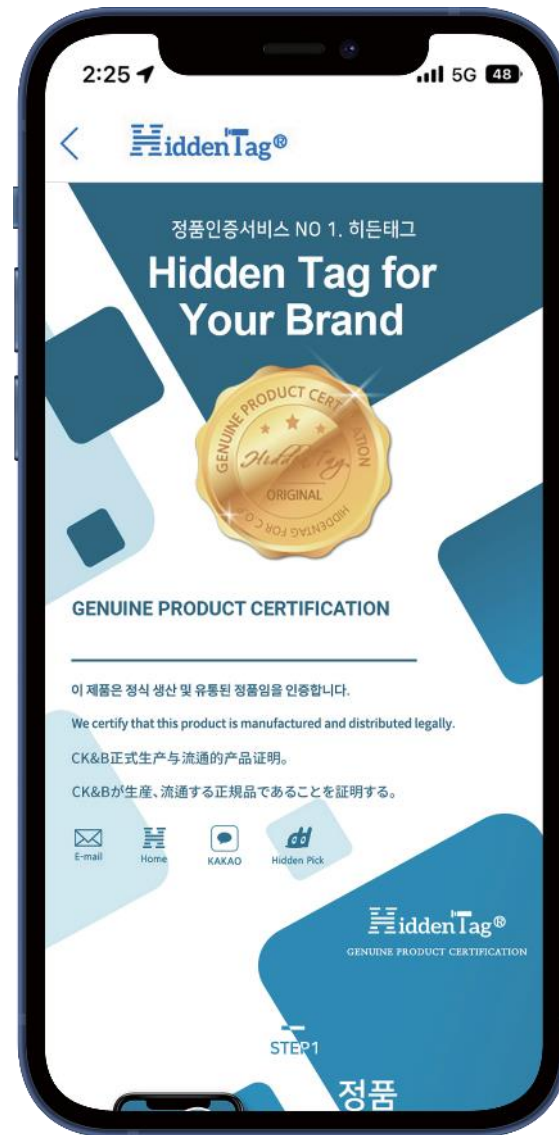 2:25
5G 48
HiddenTag®
정품인증서비스 NO 1. 히든태그
Hidden Tag for
Your Brand
GENUINE PRODUCT CERTIFICATION
Hidden Tag.
ORIGINAL
HIDDENTAG FOR C.O.
GENUINE PRODUCT CERTIFICATION
이 제품은 정식 생산 및 유통된 정품임을 인증합니다.
We certify that this product is manufactured and distributed legally.
CK&B正式生产与流通的产品证明。
CK&Bが生産、流通する正規品であることを証明する。
E-mail Home KAKAO Hidden Pick
HiddenTag®
GENUINE PRODUCT CERTIFICATION
STEP1
정품